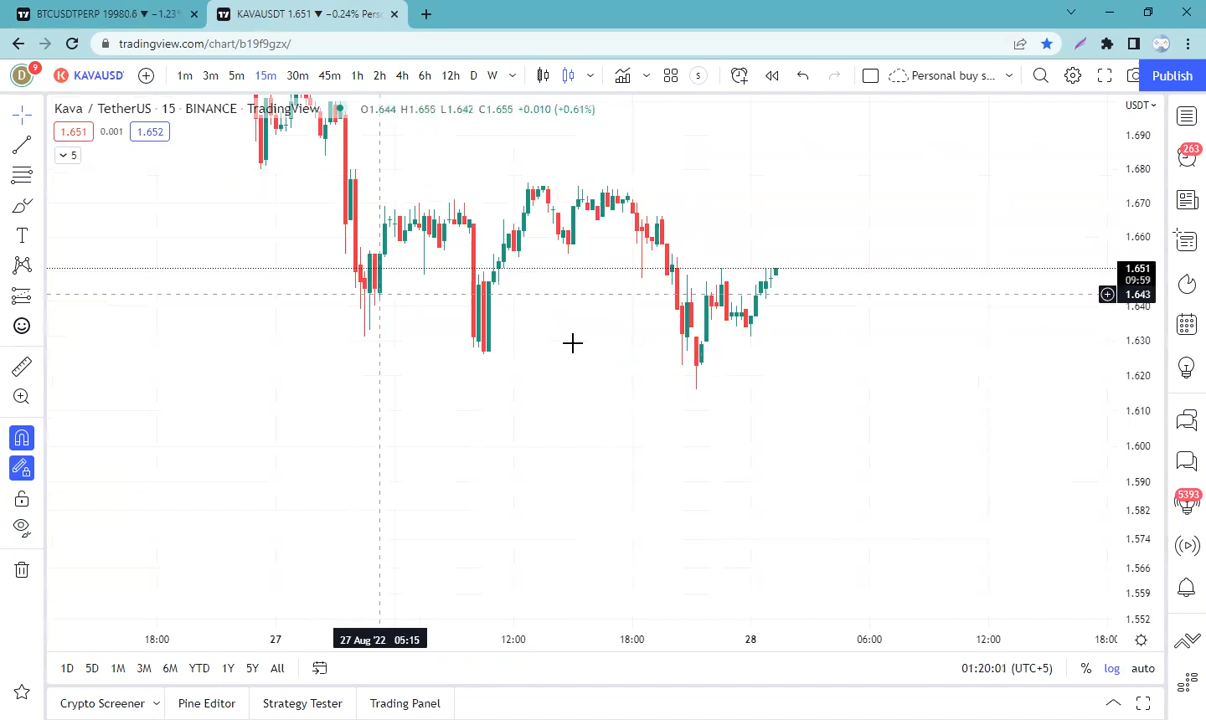 BTCUSDTPERP 19980.6 ▼ −1.23%
KAVAUSDT 1.651 ▼ −0.24% Pers
tradingview.com/chart/b19f9gzx/
D 9 KAVAUSD 1m 3m 5m 15m 30m 45m 1h 2h 4h 6h 12h D W S Personal buy s... Publish
Kava / TetherUS · 15 · BINANCE · TradingView O1.644 H1.655 L1.642 C1.655 +0.010 (+0.61%)
USDT
1.651 0.001 1.652
5
1.690
1.680
1.670
1.660
1.651
09:59
1.643
1.640
1.630
1.620
1.610
1.600
1.590
1.582
1.574
1.566
1.559
1.552
263
5393
18:00 27 27 Aug '22 05:15 12:00 18:00 28 06:00 12:00 18:00
1D 5D 1M 3M 6M YTD 1Y 5Y All 01:20:01 (UTC+5) % log auto
Crypto Screener Pine Editor Strategy Tester Trading Panel